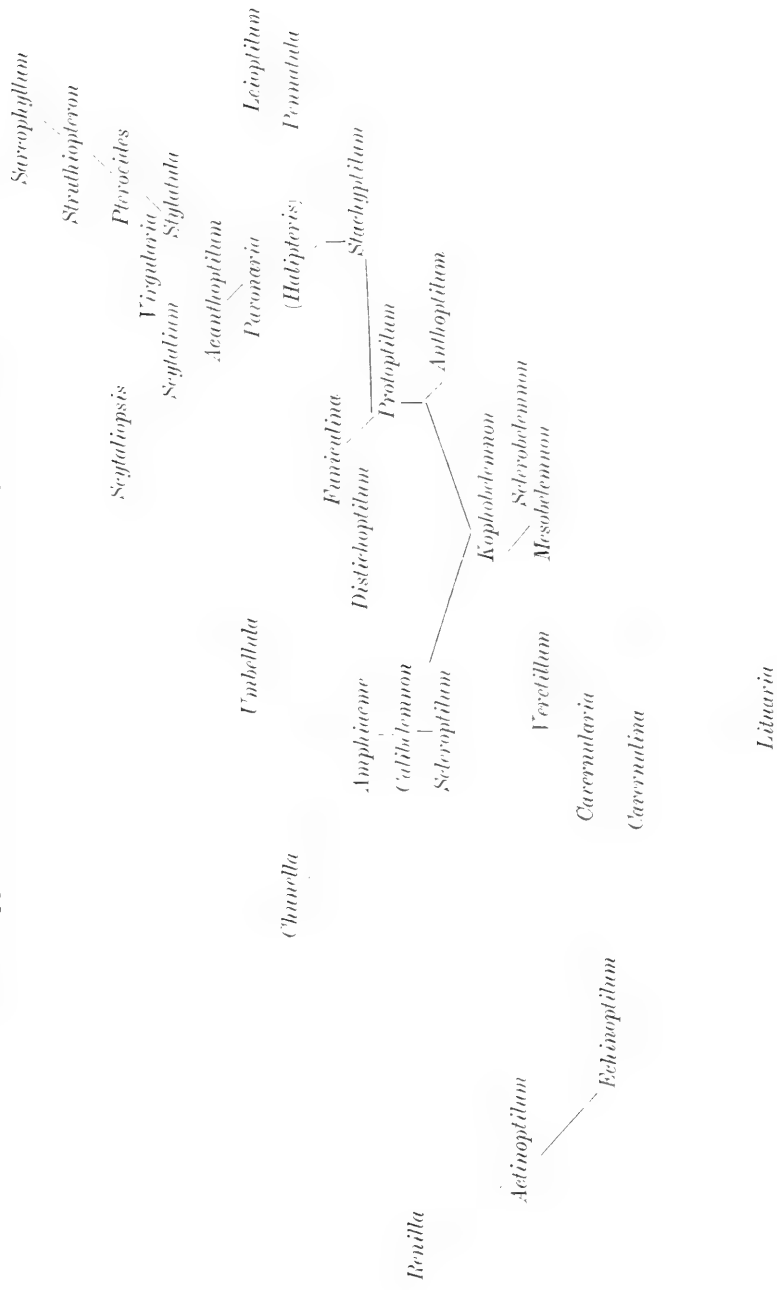 Sarcophyllum
Struthiopteron
Scytaliopsis
Pteroeides
Virgularia
Scytalium
Stylatula
Acanthoptilum
Umbellula
Pavonaria
Leioptilum
Chunella
(Halipteris)
Pennatula
Funiculina
Amphiacme
Distichoptilum
Stachyptilum
Protoptilum
Calibelemnon
Renilla
Scleroptilum
Anthoptilum
Kophobelemnon
Actinoptilum
Sclerobelemnon
Veretillum
Mesobelemnon
Cavernularia
Echinoptilum
Cavernulina
Lituaria